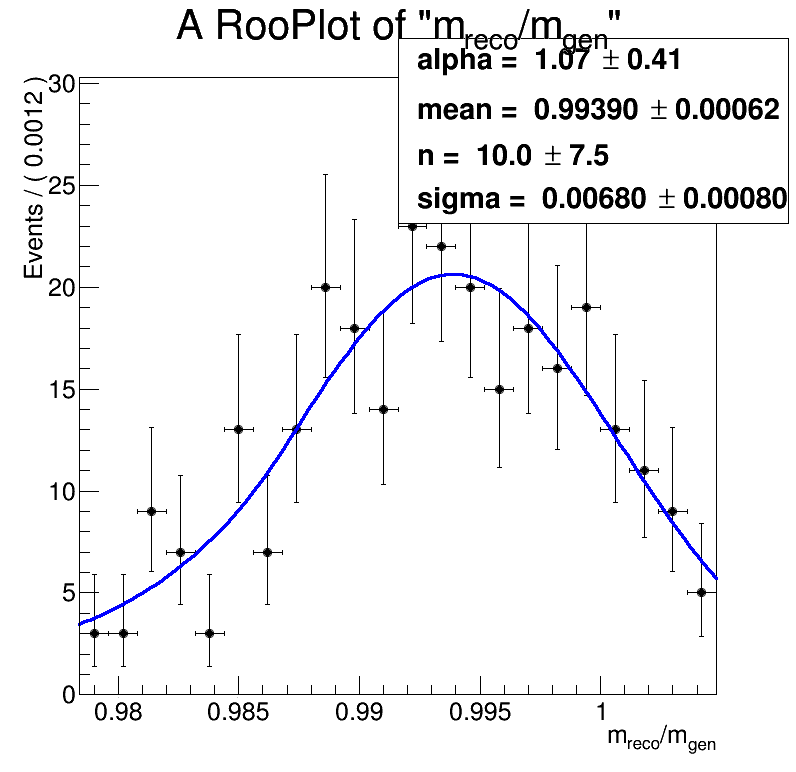 A RooPlot of "m_reco/m_gen"
alpha = 1.07 ± 0.41
mean = 0.99390 ± 0.00062
n = 10.0 ± 7.5
sigma = 0.00680 ± 0.00080
Events / ( 0.0012 )
30
25
20
15
10
5
0
0.98 0.985 0.99 0.995 1
m_reco/m_gen